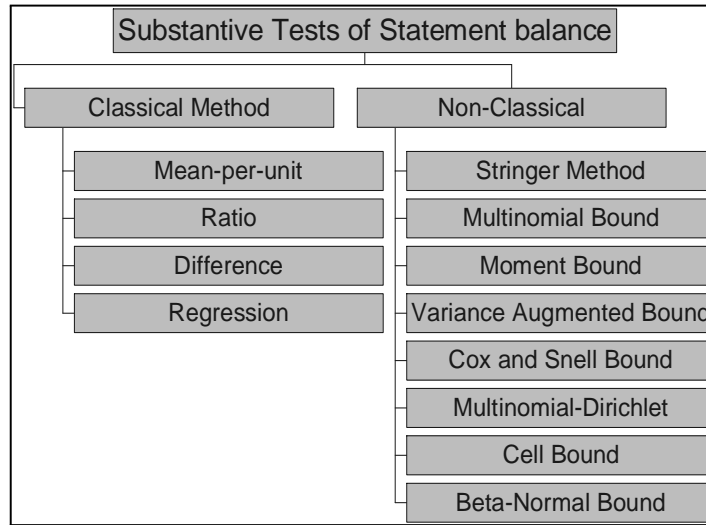 Substantive Tests of Statement balance
Classical Method
Mean-per-unit
Ratio
Difference
Regression
Non-Classical
Stringer Method
Multinomial Bound
Moment Bound
Variance Augmented Bound
Cox and Snell Bound
Multinomial-Dirichlet
Cell Bound
Beta-Normal Bound